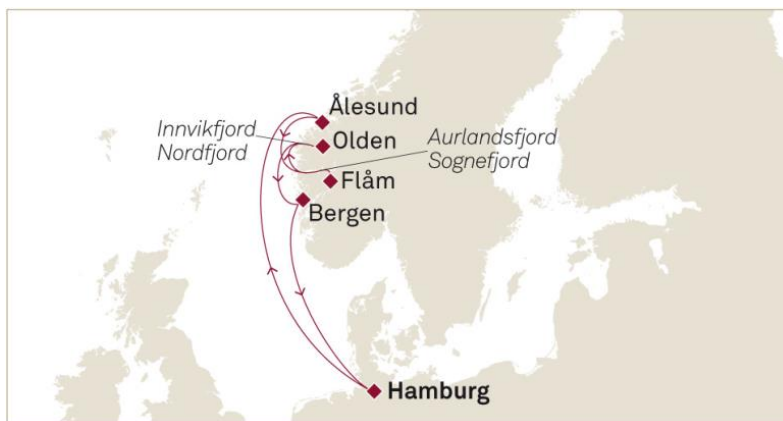 Ålesund
Innvikfjord
Nordfjord
Olden
Aurlandsfjord
Sognefjord
Flåm
Bergen
Hamburg